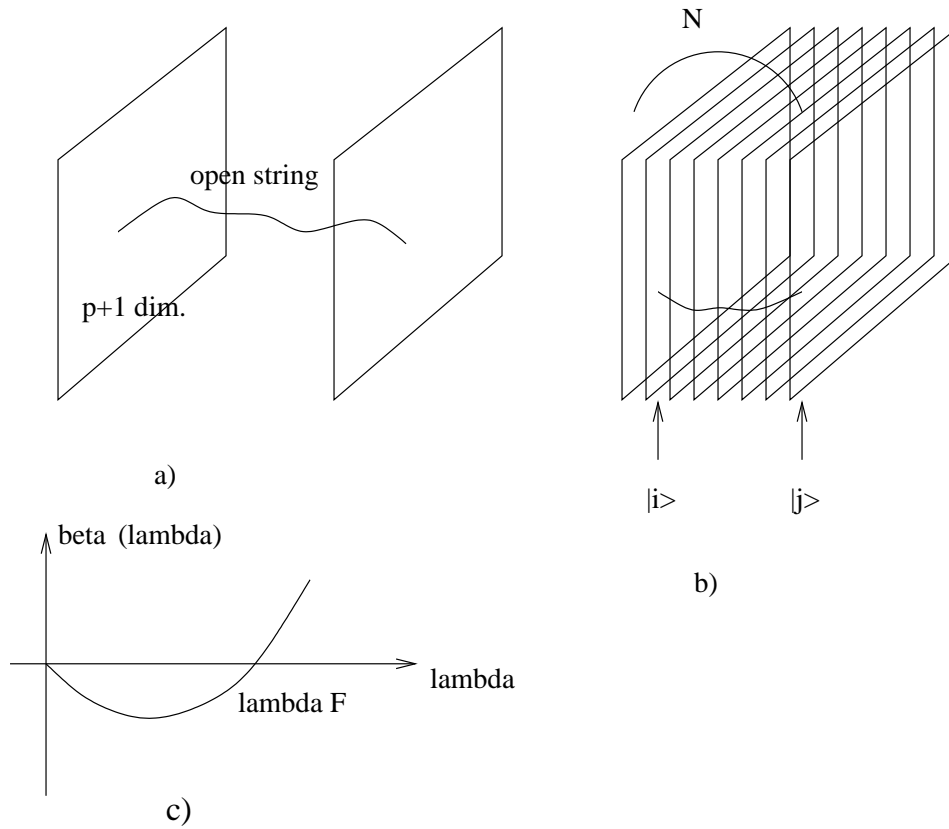 N
open string
p+1 dim.
a)
|i>
|j>
b)
beta (lambda)
lambda
lambda F
c)